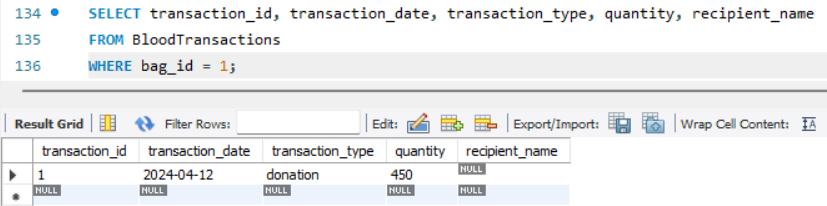 134 SELECT transaction_id, transaction_date, transaction_type, quantity, recipient_name
135 FROM BloodTransactions
136 WHERE bag_id = 1;
Result Grid Filter Rows: Edit: Export/Import: Wrap Cell Content: IA
transaction_id transaction_date transaction_type quantity recipient_name
1 2024-04-12 donation 450 NULL
NULL NULL NULL NULL NULL